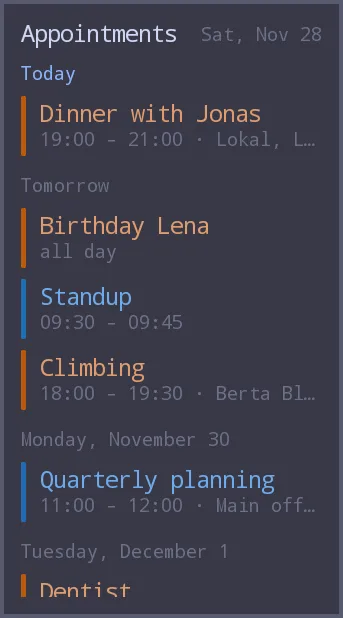 Appointments Sat, Nov 28
Today
Dinner with Jonas
19:00 – 21:00 · Lokal, L…
Tomorrow
Birthday Lena
all day
Standup
09:30 – 09:45
Climbing
18:00 – 19:30 · Berta Bl…
Monday, November 30
Quarterly planning
11:00 – 12:00 · Main off…
Tuesday, December 1
Dentist